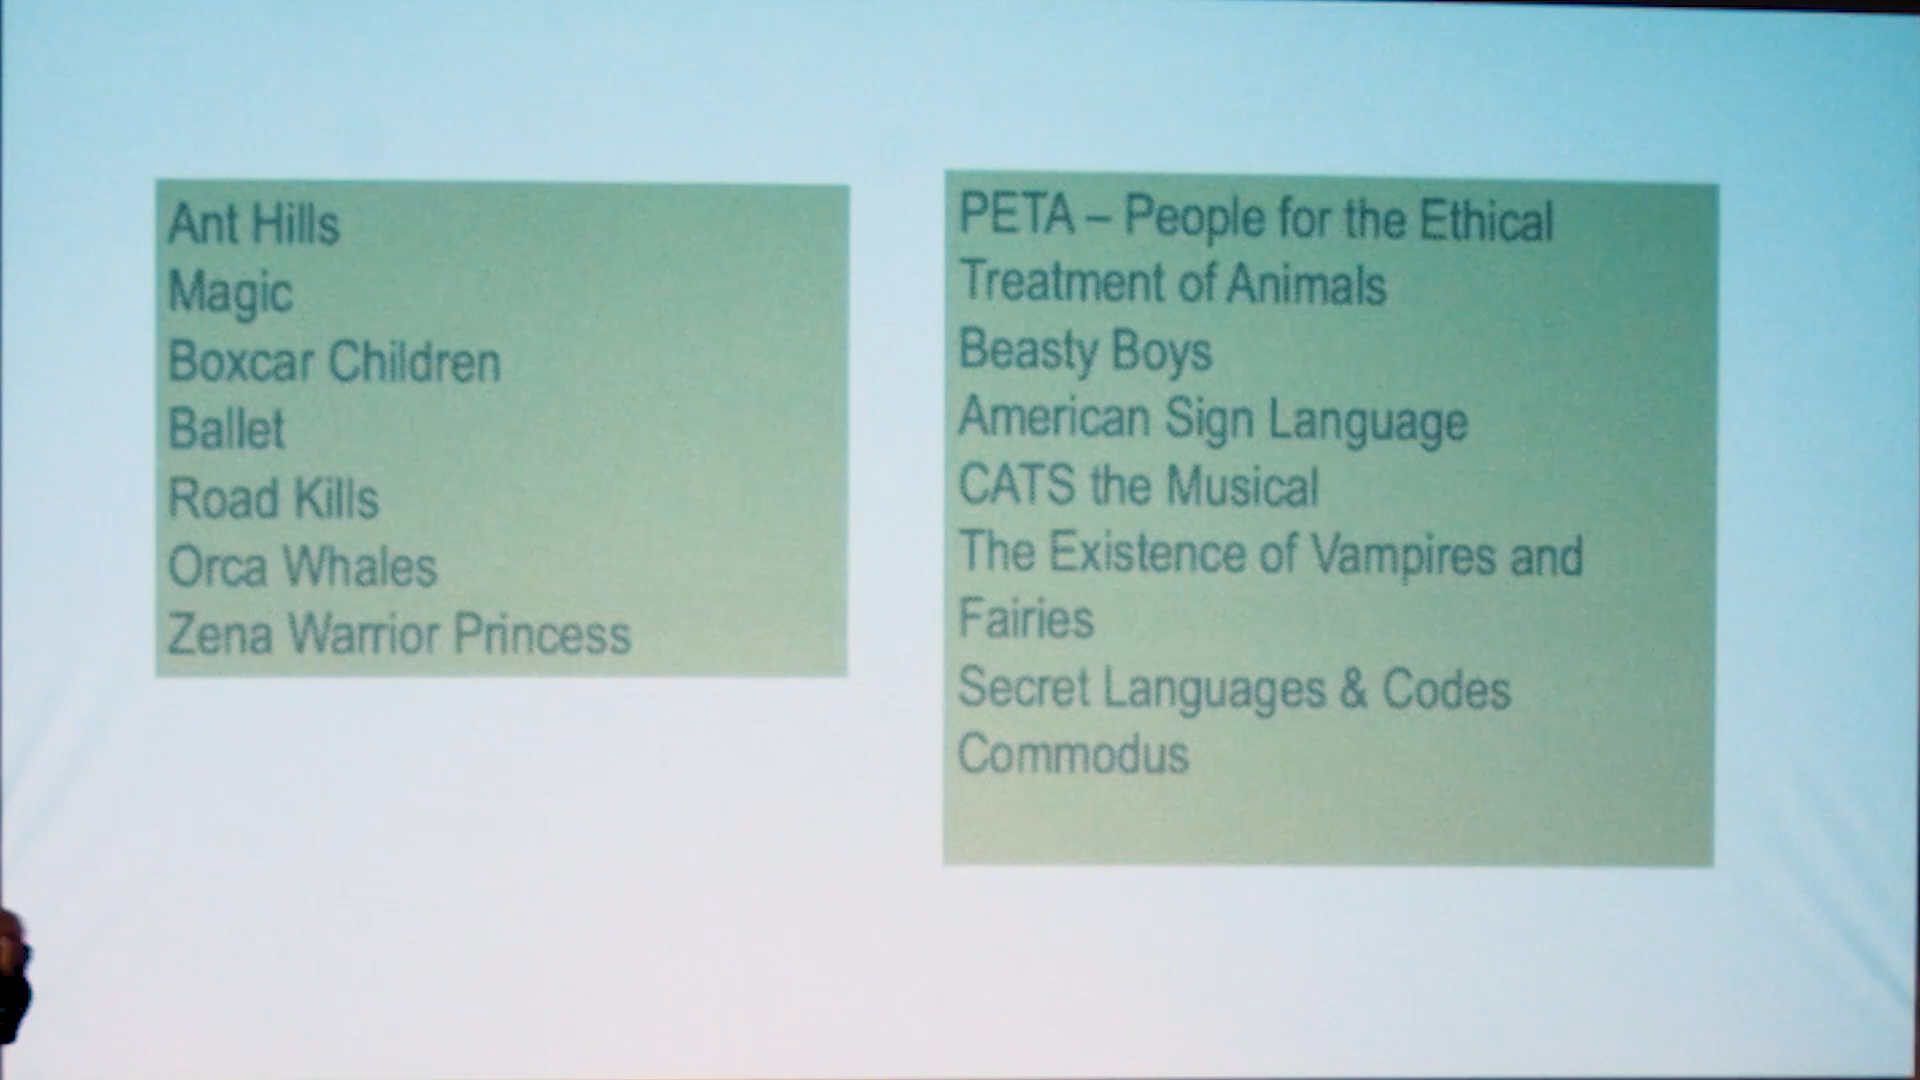 Ant Hills
Magic
Boxcar Children
Ballet
Road Kills
Orca Whales
Zena Warrior Princess
PETA – People for the Ethical
Treatment of Animals
Beasty Boys
American Sign Language
CATS the Musical
The Existence of Vampires and
Fairies
Secret Languages & Codes
Commodus